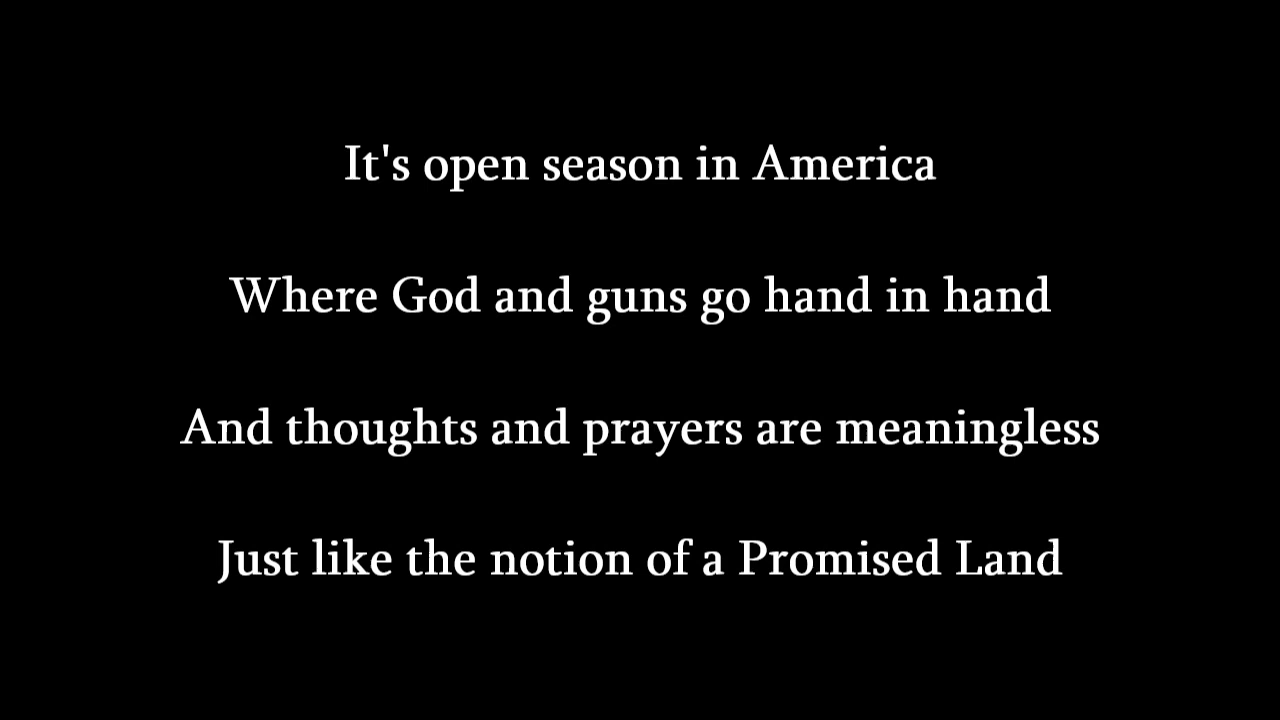 It's open season in America
Where God and guns go hand in hand
And thoughts and prayers are meaningless
Just like the notion of a Promised Land